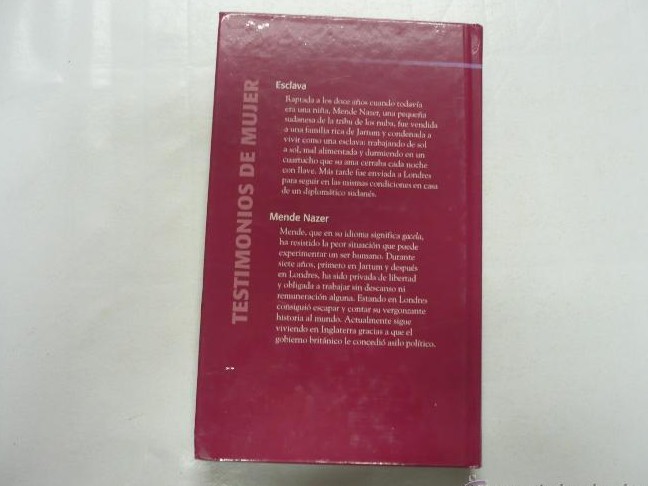 TESTIMONIOS DE MUJER
Esclava
Raptada a los doce años cuando todavía
era una niña, Mende Nazer, una pequeña
sudanesa de la tribu de los nuba, fue vendida
a una familia rica de Jartum y condenada a
vivir como una esclava: trabajando de sol
a sol, mal alimentada y durmiendo en un
cuartucho que su ama cerraba cada noche
con llave. Más tarde fue enviada a Londres
para seguir en las mismas condiciones en casa
de un diplomático sudanés.
Mende Nazer
Mende, que en su idioma significa gacela,
ha resistido la peor situación que puede
experimentar un ser humano. Durante
siete años, primero en Jartum y después
en Londres, ha sido privada de libertad
y obligada a trabajar sin descanso ni
remuneración alguna. Estando en Londres
consiguió escapar y contar su vergonzante
historia al mundo. Actualmente sigue
viviendo en Inglaterra gracias a que el
gobierno británico le concedió asilo político.